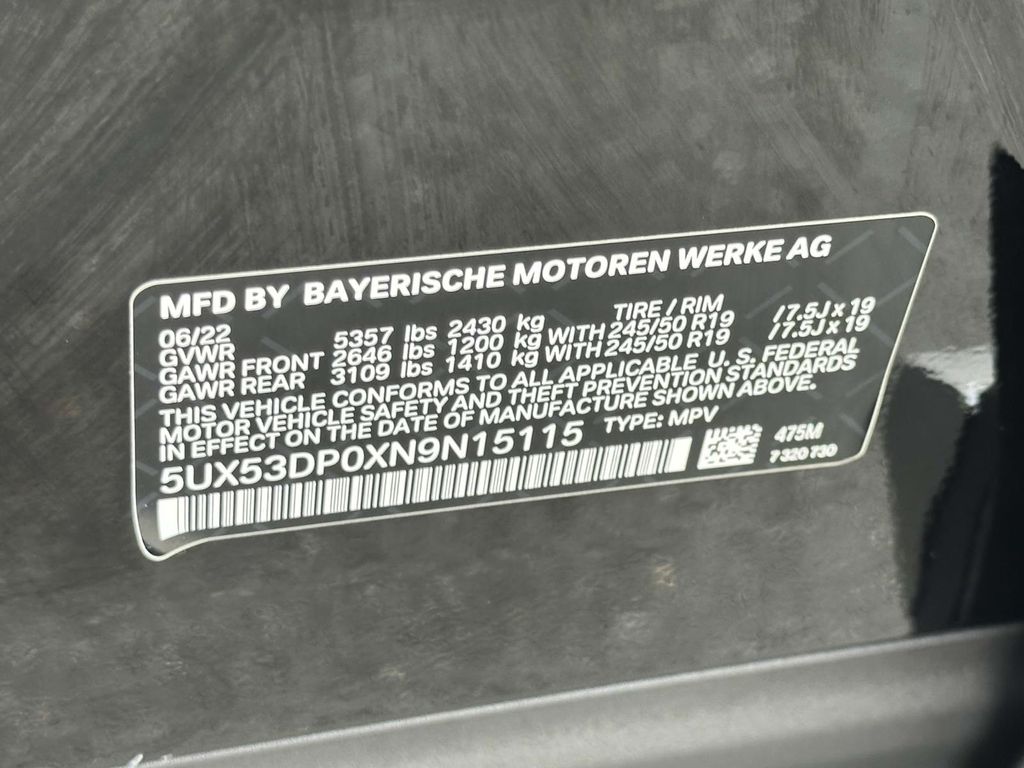 MFD BY BAYERISCHE MOTOREN WERKE AG
06/22 TIRE / RIM
GVWR 5357 lbs 2430 kg
GAWR FRONT 2646 lbs 1200 kg WITH 245/50 R19 /7.5J x 19
GAWR REAR 3109 lbs 1410 kg WITH 245/50 R19 /7.5J x 19
THIS VEHICLE CONFORMS TO ALL APPLICABLE U. S. FEDERAL
MOTOR VEHICLE SAFETY AND THEFT PREVENTION STANDARDS
IN EFFECT ON THE DATE OF MANUFACTURE SHOWN ABOVE.
5UX53DP0XN9N15115 TYPE: MPV
475M
7 320 730